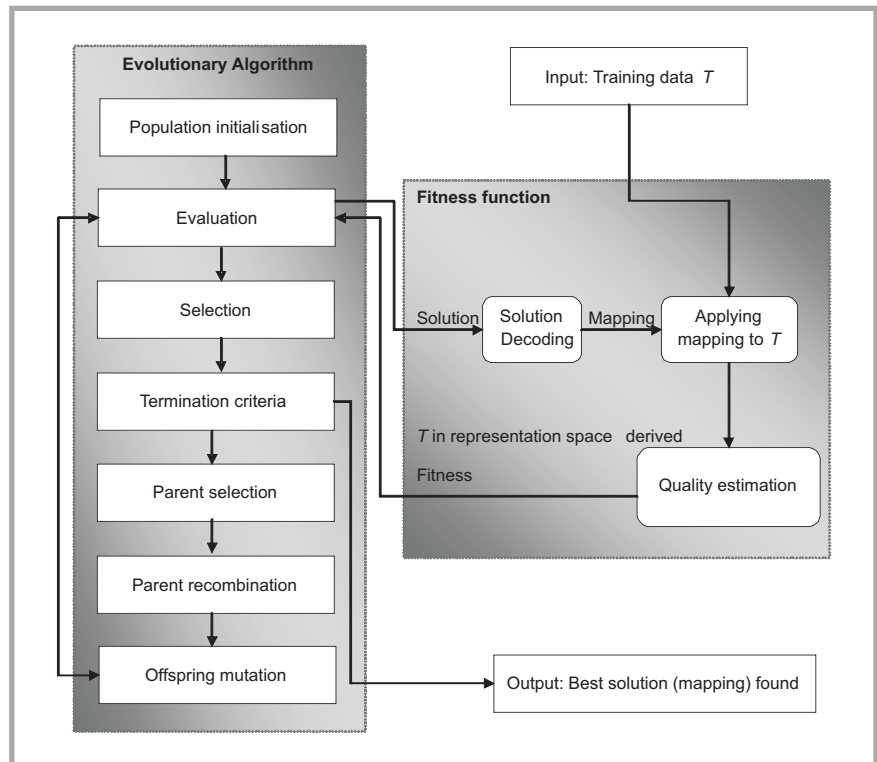 Evolutionary Algorithm
Population initialisation
Evaluation
Selection
Termination criteria
Parent selection
Parent recombination
Offspring mutation
Input: Training data T
Fitness function
Solution
Solution
Decoding
Mapping
Applying
mapping to T
T in representation space derived
Fitness
Quality estimation
Output: Best solution (mapping) found